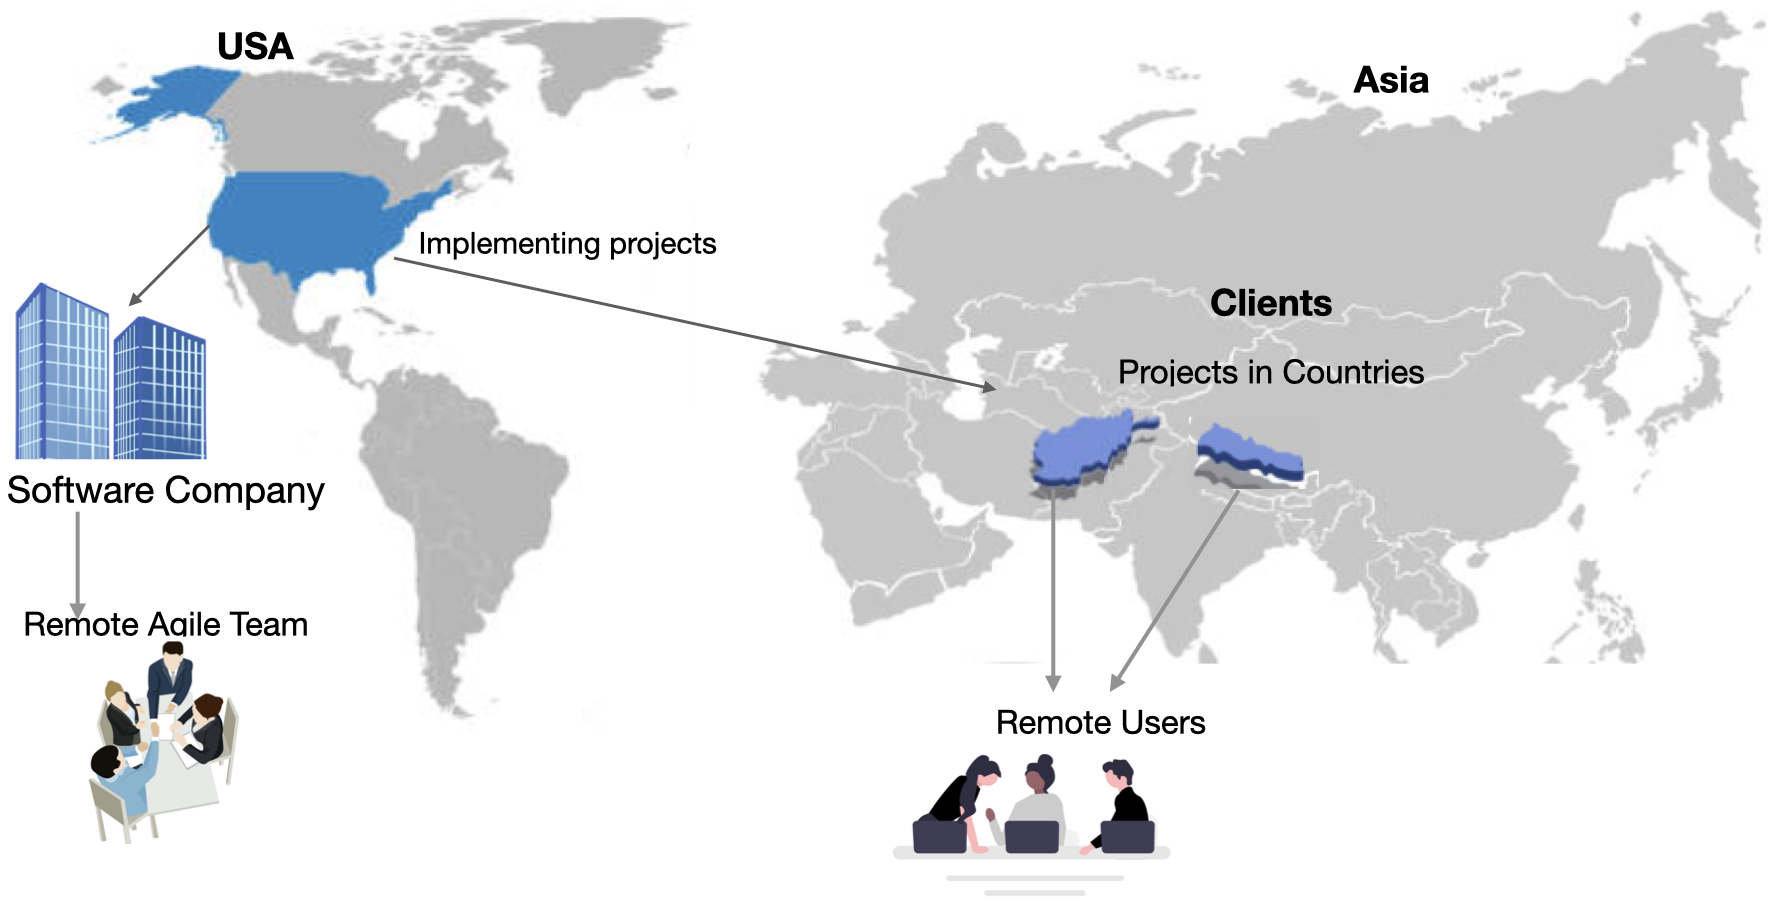 USA
Asia
Implementing projects
Clients
Projects in Countries
Software Company
Remote Agile Team
Remote Users